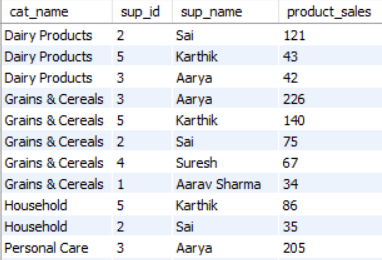 cat_name sup_id sup_name product_sales
Dairy Products 2 Sai 121
Dairy Products 5 Karthik 43
Dairy Products 3 Aarya 42
Grains & Cereals 3 Aarya 226
Grains & Cereals 5 Karthik 140
Grains & Cereals 2 Sai 75
Grains & Cereals 4 Suresh 67
Grains & Cereals 1 Aarav Sharma 34
Household 5 Karthik 86
Household 2 Sai 35
Personal Care 3 Aarya 205